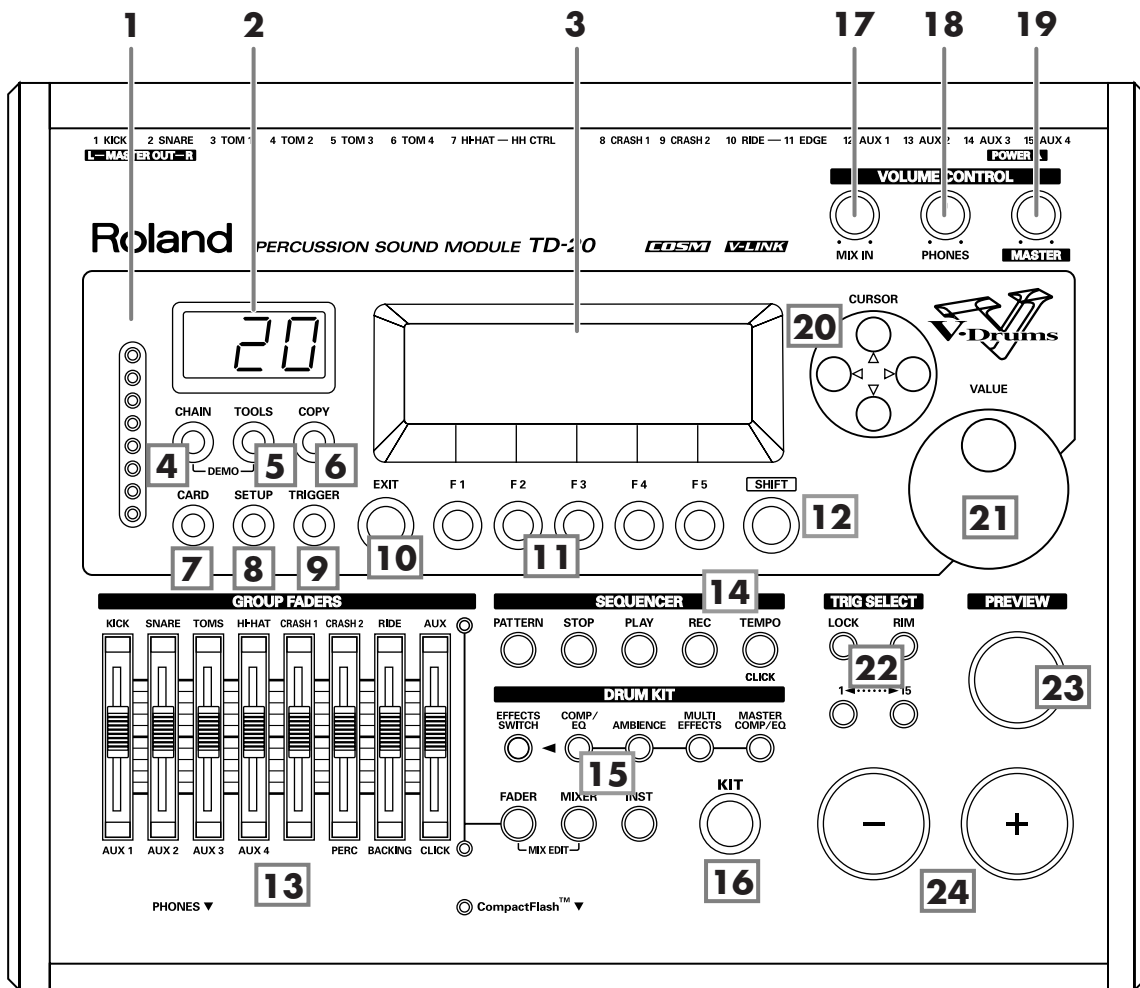 1 2 3 17 18 19
1 KICK 2 SNARE 3 TOM 1 4 TOM 2 5 TOM 3 6 TOM 4 7 HI-HAT — HH CTRL 8 CRASH 1 9 CRASH 2 10 RIDE — 11 EDGE 12 AUX 1 13 AUX 2 14 AUX 3 15 AUX 4
L—MASTER OUT—R POWER ▲
VOLUME CONTROL
Roland PERCUSSION SOUND MODULE TD-20 COSM V-LINK
MIX IN PHONES MASTER
CURSOR
20
20
V·Drums
VALUE
CHAIN TOOLS COPY
4 5 6
DEMO
CARD SETUP TRIGGER EXIT F 1 F 2 F 3 F 4 F 5 SHIFT
12
21
7 8 9 10 11
GROUP FADERS SEQUENCER 14 TRIG SELECT PREVIEW
KICK SNARE TOMS HI-HAT CRASH 1 CRASH 2 RIDE AUX
PATTERN STOP PLAY REC TEMPO
LOCK RIM
CLICK
22
23
1 ◄······► 15
DRUM KIT
EFFECTS SWITCH ◄ COMP/EQ AMBIENCE MULTI EFFECTS MASTER COMP/EQ
15
KIT
FADER MIXER INST
MIX EDIT
− +
AUX 1 AUX 2 AUX 3 AUX 4 PERC BACKING CLICK
13
16
24
PHONES ▼
CompactFlash™ ▼